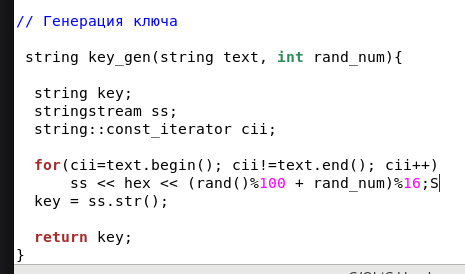 // Генерация ключа
string key_gen(string text, int rand_num){
string key;
stringstream ss;
string::const_iterator cii;
for(cii=text.begin(); cii!=text.end(); cii++)
ss << hex << (rand()%100 + rand_num)%16;S
key = ss.str();
return key;
}